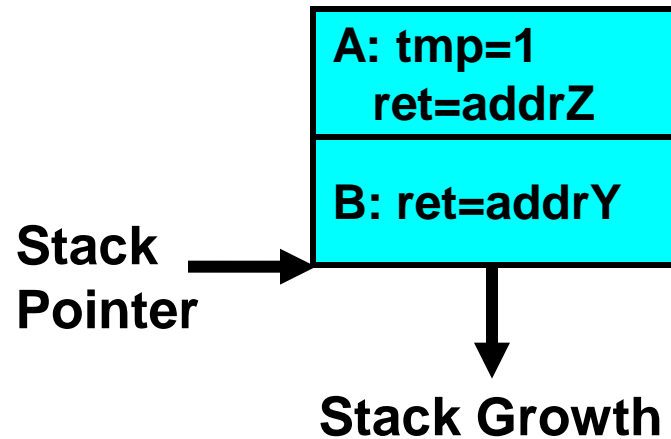 A: tmp=1
ret=addrZ
B: ret=addrY
Stack
Pointer
Stack Growth